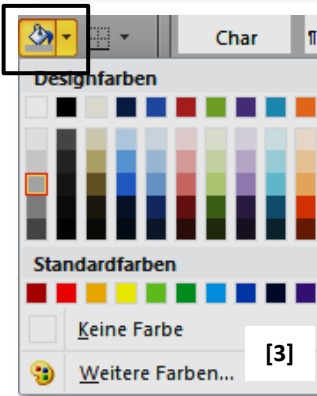 Char ¶
Designfarben
Standardfarben
Keine Farbe
[3]
Weitere Farben...